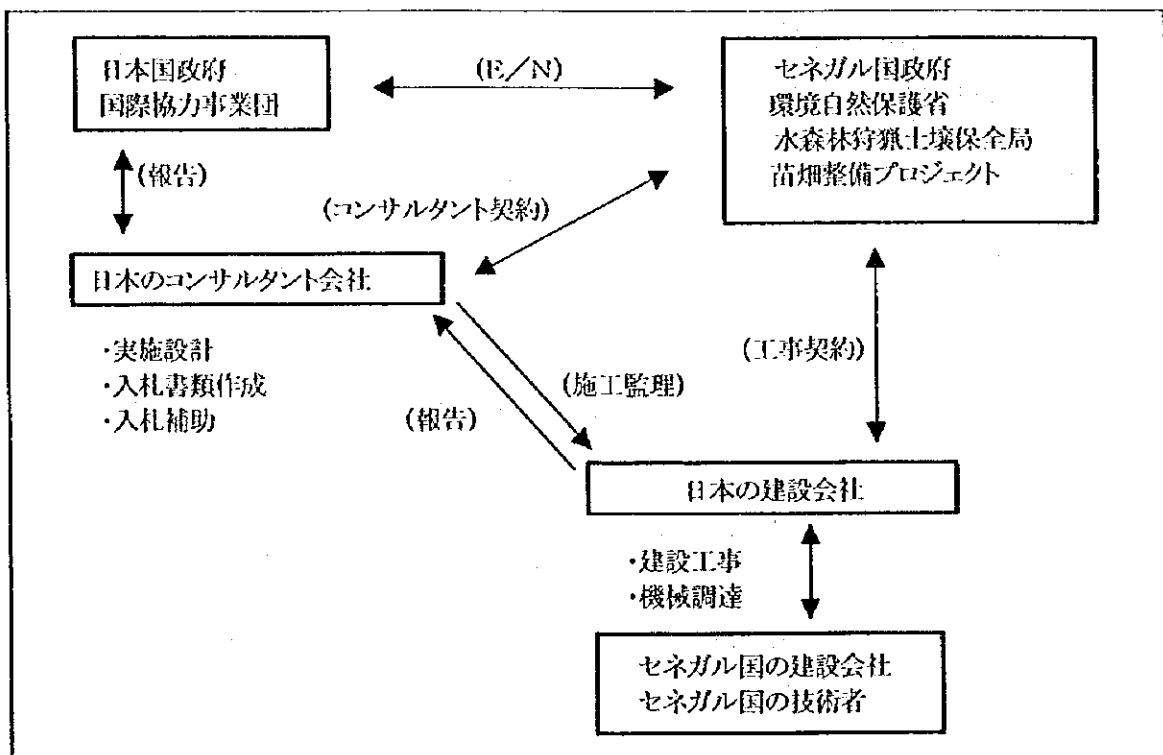 日本国政府
国際協力事業団
(E/N)
セネガル国政府
環境自然保護省
水森林狩猟土壌保全局
苗畑整備プロジェクト
(報告)
(コンサルタント契約)
日本のコンサルタント会社
・実施設計
・入札書類作成
・入札補助
(施工監理)
(報告)
(工事契約)
日本の建設会社
・建設工事
・機械調達
セネガル国の建設会社
セネガル国の技術者